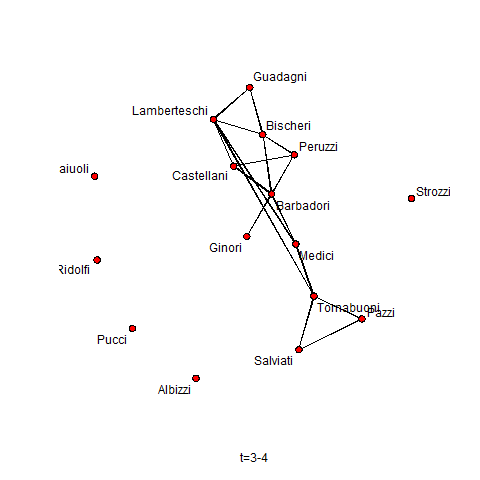 Guadagni
Lamberteschi
Bischeri
Peruzzi
aiuoli
Castellani
Strozzi
Barbadori
Ginori
Medici
Ridolfi
Tornabuoni
Pazzi
Pucci
Salviati
Albizzi
t=3-4